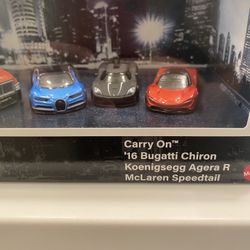 Carry On™
'16 Bugatti Chiron
Koenigsegg Agera R
McLaren Speedtail